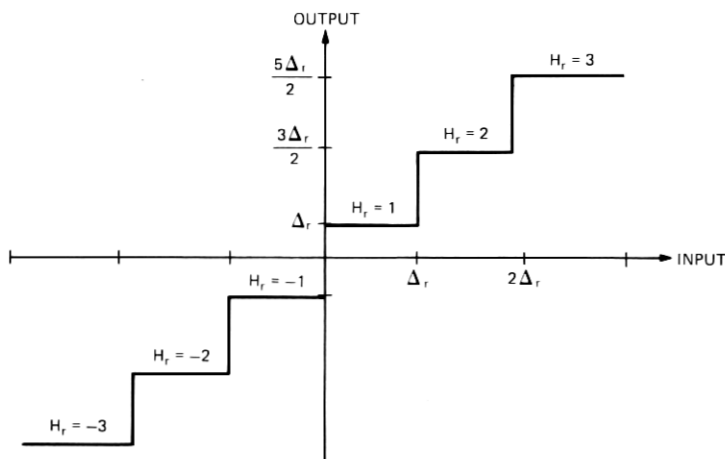 OUTPUT
5Δᵣ
2
Hᵣ = 3
3Δᵣ
2
Hᵣ = 2
Δᵣ
Hᵣ = 1
INPUT
Δᵣ
2Δᵣ
Hᵣ = −1
Hᵣ = −2
Hᵣ = −3